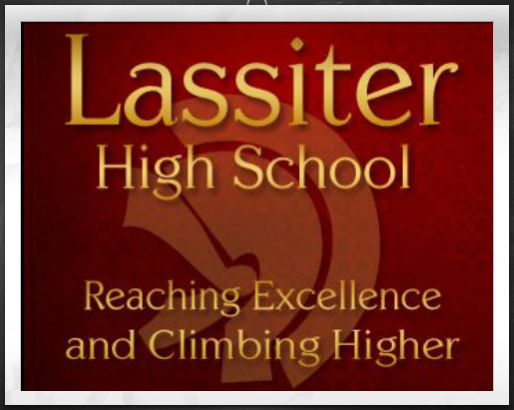 Lassiter
High School
Reaching Excellence
and Climbing Higher